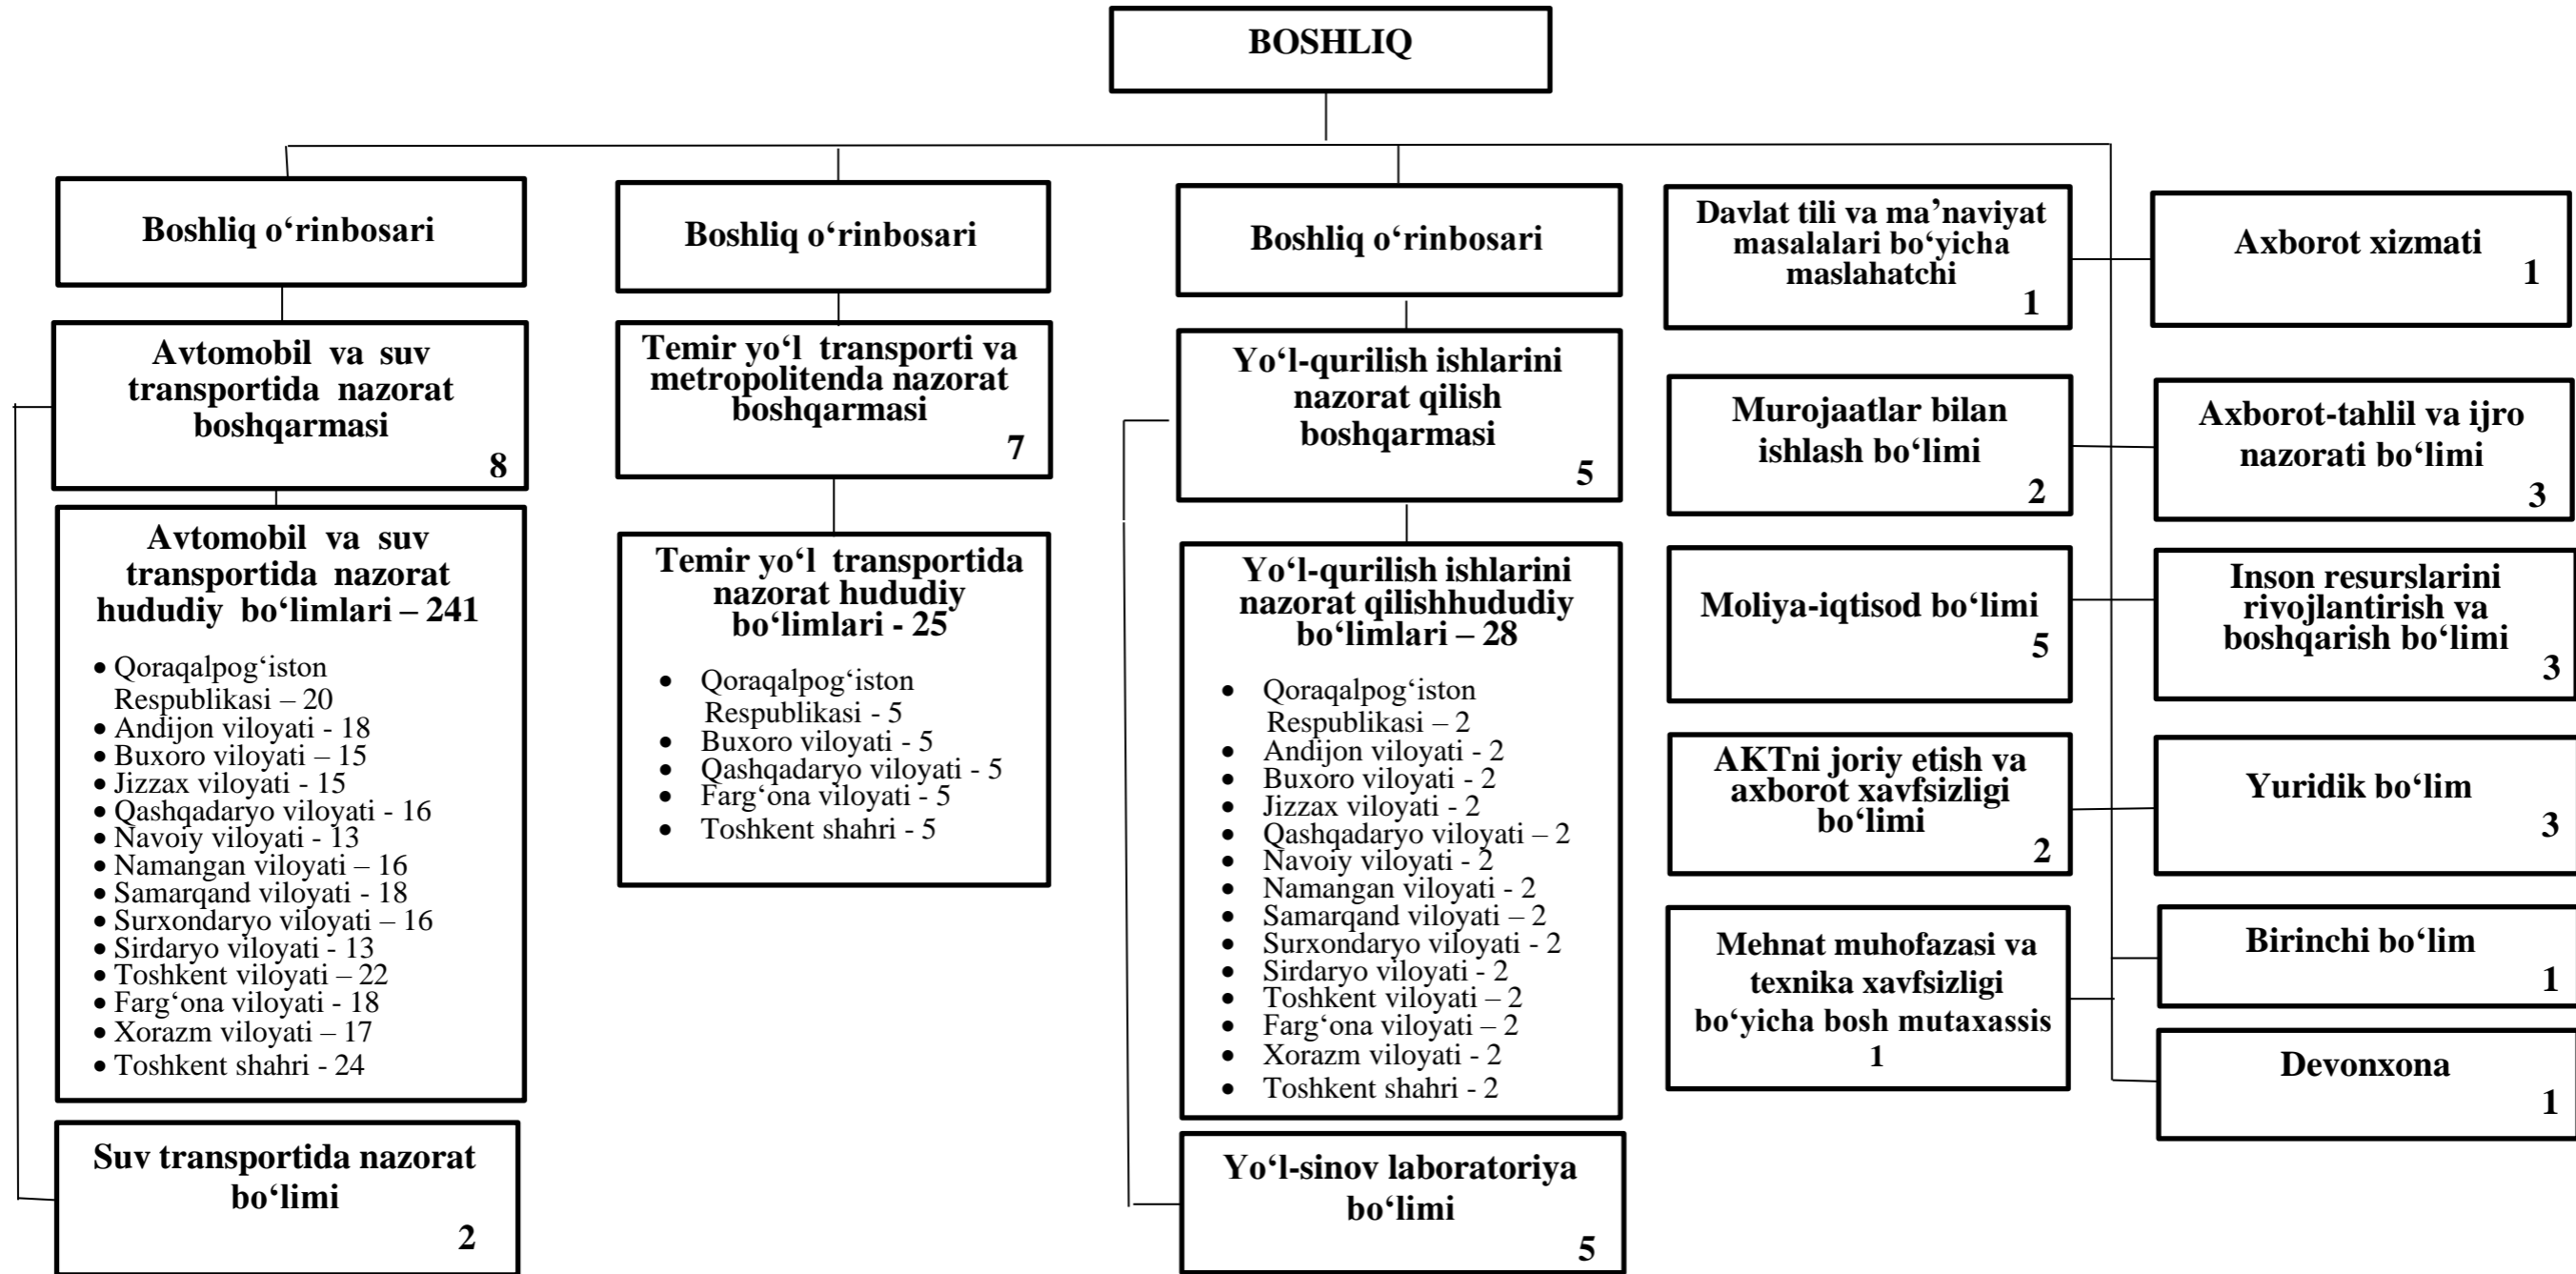 BOSHLIQ
Boshliq o‘rinbosari
Avtomobil va suv
transportida nazorat
boshqarmasi
8
Avtomobil va suv
transportida nazorat
hududiy bo‘limlari – 241
• Qoraqalpog‘iston
Respublikasi – 20
• Andijon viloyati - 18
• Buxoro viloyati – 15
• Jizzax viloyati - 15
• Qashqadaryo viloyati - 16
• Navoiy viloyati - 13
• Namangan viloyati – 16
• Samarqand viloyati - 18
• Surxondaryo viloyati – 16
• Sirdaryo viloyati - 13
• Toshkent viloyati – 22
• Farg‘ona viloyati - 18
• Xorazm viloyati – 17
• Toshkent shahri - 24
Suv transportida nazorat
bo‘limi
2
Boshliq o‘rinbosari
Temir yo‘l transporti va
metropolitenda nazorat
boshqarmasi
7
Temir yo‘l transportida
nazorat hududiy
bo‘limlari - 25
• Qoraqalpog‘iston
Respublikasi - 5
• Buxoro viloyati - 5
• Qashqadaryo viloyati - 5
• Farg‘ona viloyati - 5
• Toshkent shahri - 5
Boshliq o‘rinbosari
Yo‘l-qurilish ishlarini
nazorat qilish
boshqarmasi
5
Yo‘l-qurilish ishlarini
nazorat qilishhududiy
bo‘limlari – 28
• Qoraqalpog‘iston
Respublikasi – 2
• Andijon viloyati - 2
• Buxoro viloyati - 2
• Jizzax viloyati - 2
• Qashqadaryo viloyati – 2
• Navoiy viloyati - 2
• Namangan viloyati - 2
• Samarqand viloyati – 2
• Surxondaryo viloyati - 2
• Sirdaryo viloyati - 2
• Toshkent viloyati – 2
• Farg‘ona viloyati – 2
• Xorazm viloyati - 2
• Toshkent shahri - 2
Yo‘l-sinov laboratoriya
bo‘limi
5
Davlat tili va ma’naviyat
masalalari bo‘yicha
maslahatchi
1
Murojaatlar bilan
ishlash bo‘limi
2
Moliya-iqtisod bo‘limi
5
AKTni joriy etish va
axborot xavfsizligi
bo‘limi
2
Mehnat muhofazasi va
texnika xavfsizligi
bo‘yicha bosh mutaxassis
1
Axborot xizmati
1
Axborot-tahlil va ijro
nazorati bo‘limi
3
Inson resurslarini
rivojlantirish va
boshqarish bo‘limi
3
Yuridik bo‘lim
3
Birinchi bo‘lim
1
Devonxona
1